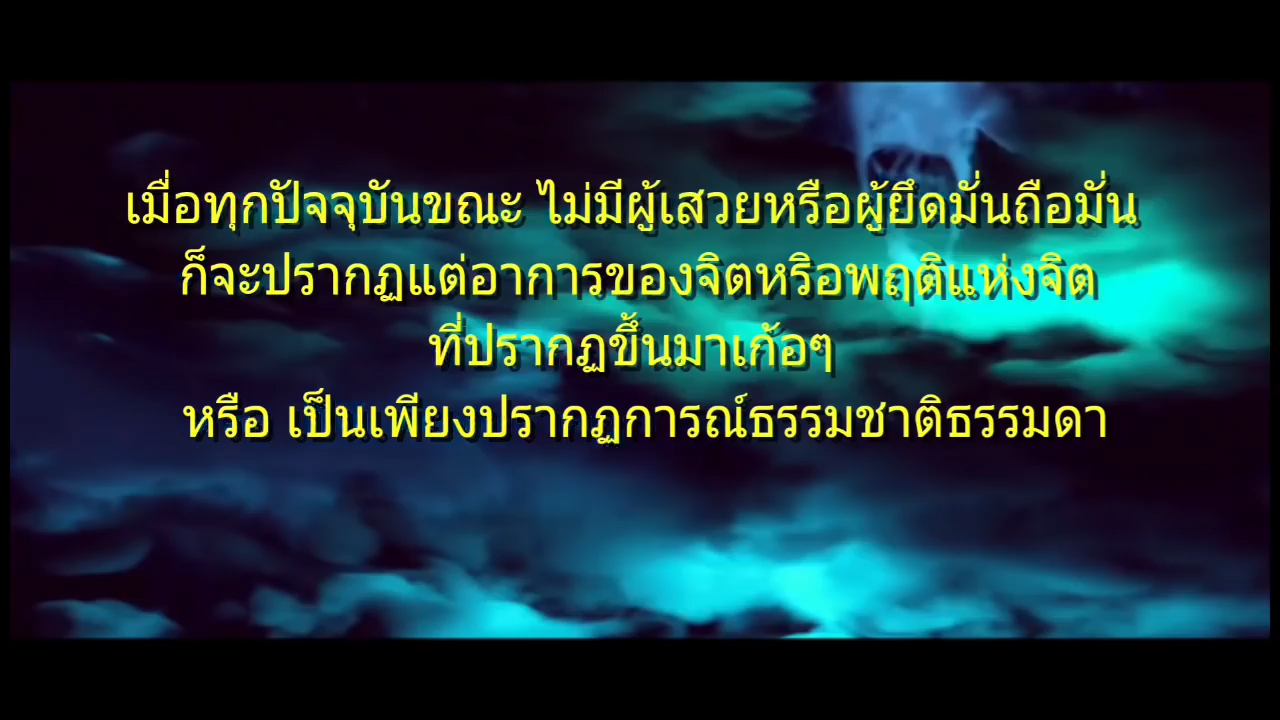 เมื่อทุกปัจจุบันขณะ ไม่มีผู้เสวยหรือผู้ยึดมั่นถือมั่น
ก็จะปรากฏแต่อาการของจิตหริอพฤติแห่งจิต
ที่ปรากฏขึ้นมาเก้อๆ
หรือ เป็นเพียงปรากฏการณ์ธรรมชาติธรรมดา